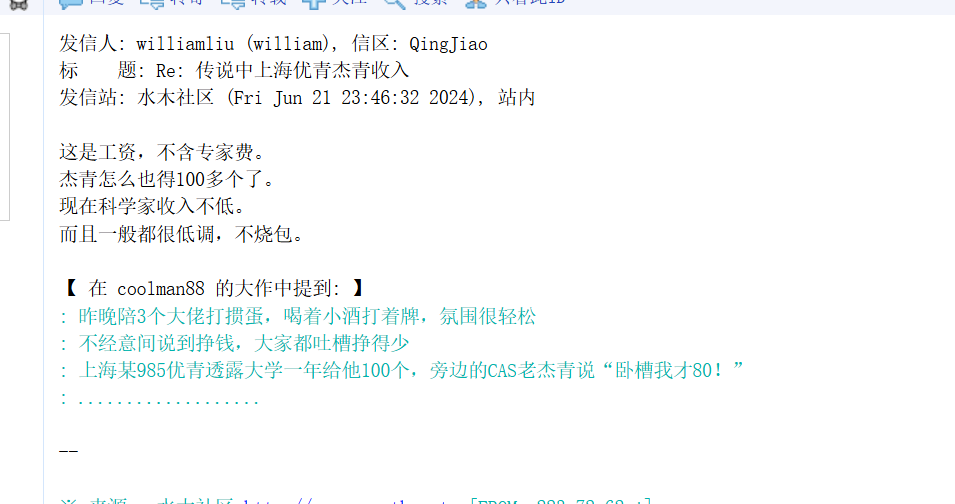 发信人: williamliu (william), 信区: QingJiao
标　　题: Re: 传说中上海优青杰青收入
发信站: 水木社区 (Fri Jun 21 23:46:32 2024), 站内
这是工资，不含专家费。
杰青怎么也得100多个了。
现在科学家收入不低。
而且一般都很低调，不烧包。
【 在 coolman88 的大作中提到: 】
: 昨晚陪3个大佬打掼蛋，喝着小酒打着牌，氛围很轻松
: 不经意间说到挣钱，大家都吐槽挣得少
: 上海某985优青透露大学一年给他100个，旁边的CAS老杰青说“卧槽我才80！”
: ...................
--